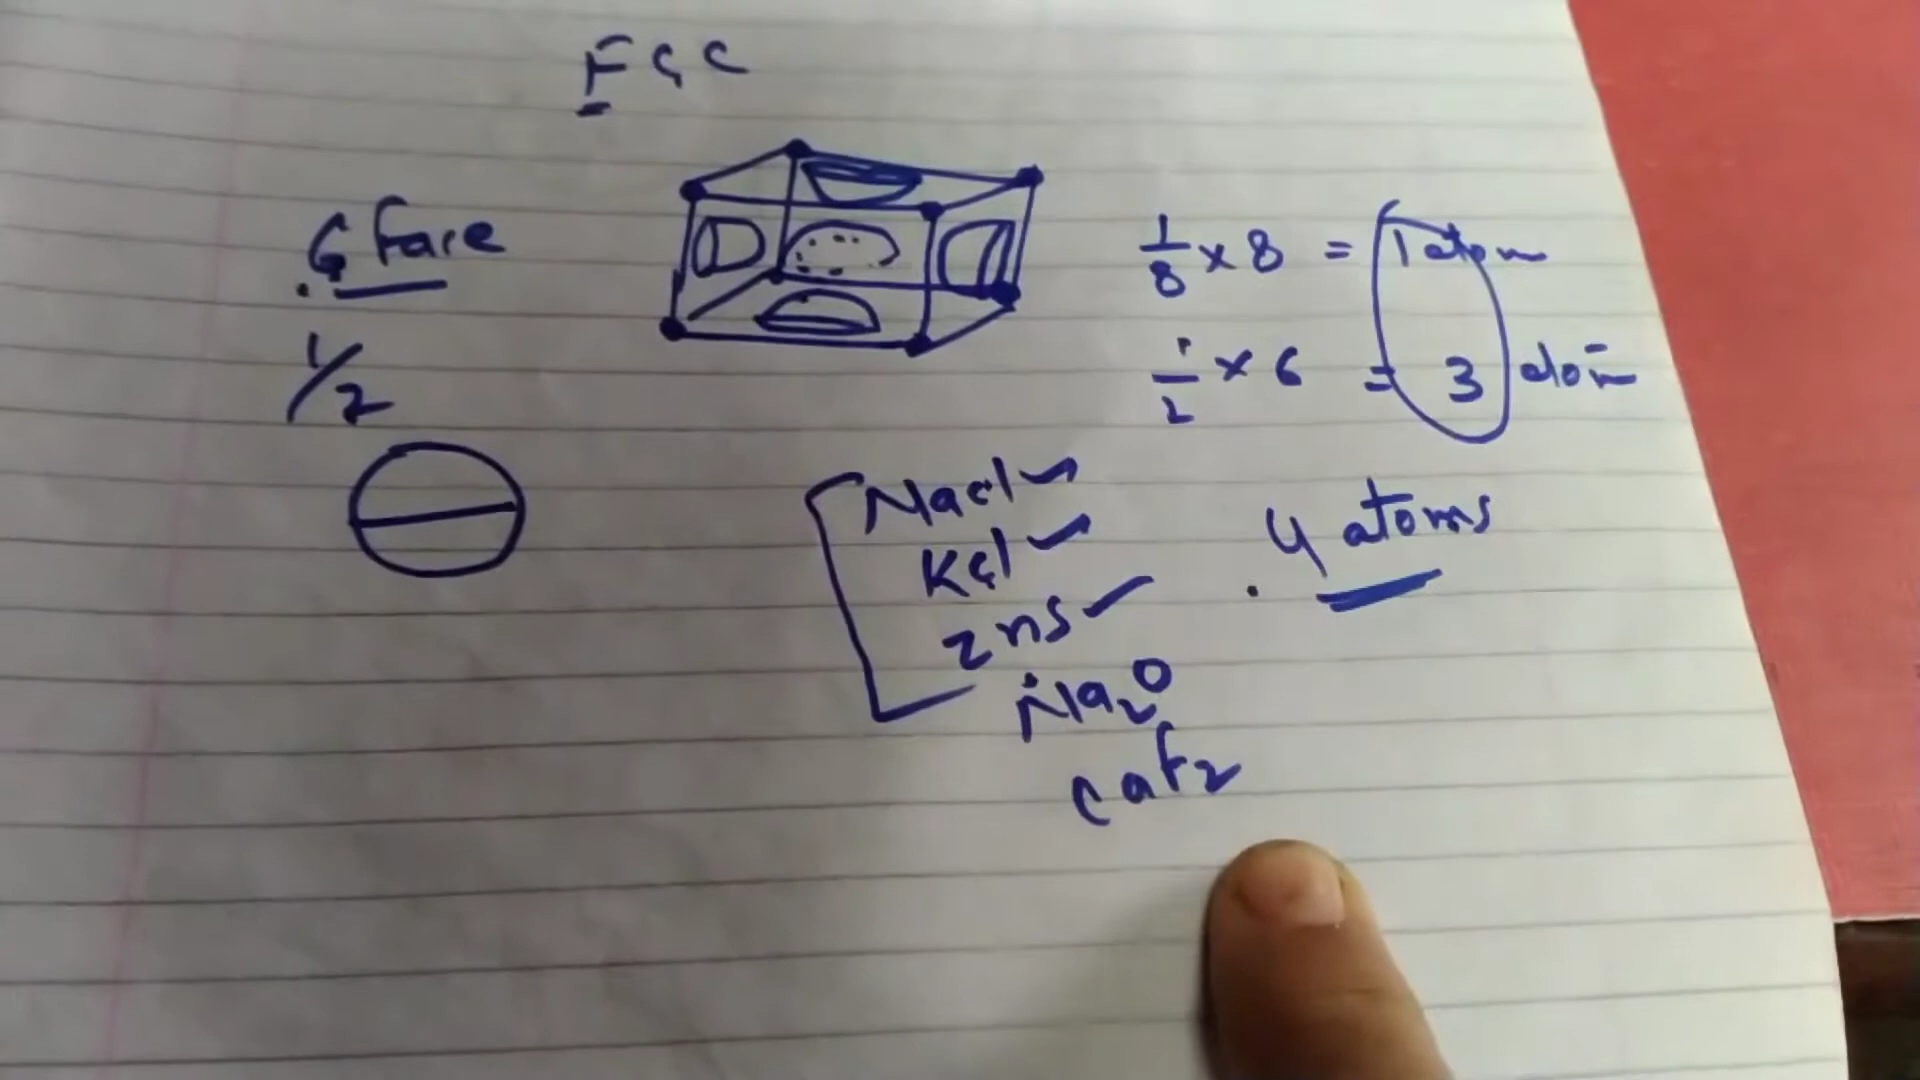 FCC
6 Face
1/2
1/8 × 8 = 1 atom
1/2 × 6 = 3 atom
NaCl
KCl
ZnS
Na2O
CaF2
4 atoms